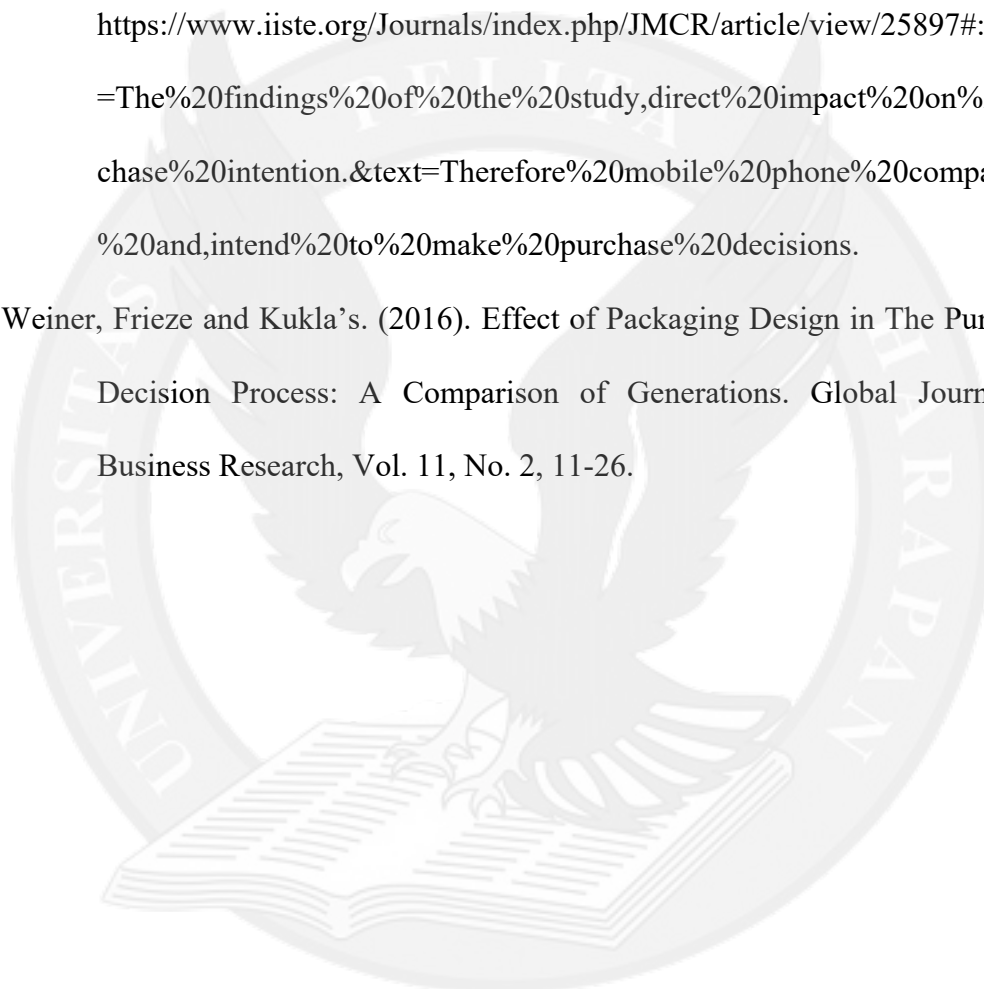 https://www.iiste.org/Journals/index.php/JMCR/article/view/25897#:
=The%20findings%20of%20the%20study,direct%20impact%20on%
chase%20intention.&text=Therefore%20mobile%20phone%20compa
%20and,intend%20to%20make%20purchase%20decisions.
Weiner, Frieze and Kukla’s. (2016). Effect of Packaging Design in The Pur
Decision Process: A Comparison of Generations. Global Journ
Business Research, Vol. 11, No. 2, 11-26.
UNIVERSITAS PELITA HARAPAN